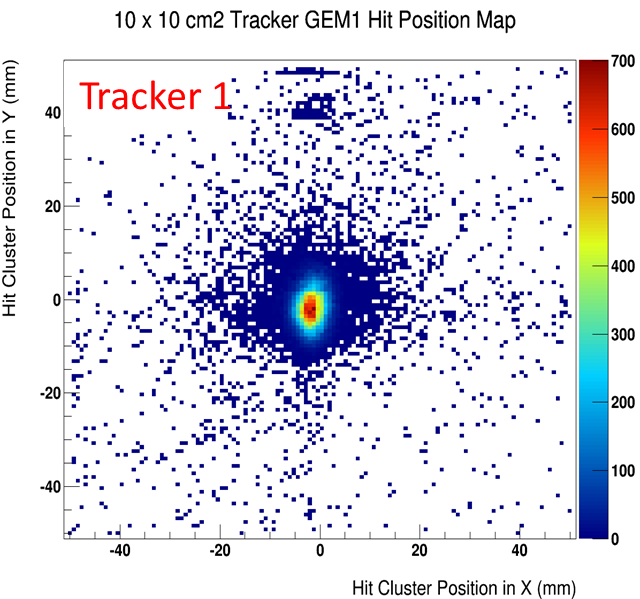 10 x 10 cm2 Tracker GEM1 Hit Position Map
Tracker 1
Hit Cluster Position in Y (mm)
40
20
0
-20
-40
-40 -20 0 20 40
Hit Cluster Position in X (mm)
700
600
500
400
300
200
100
0